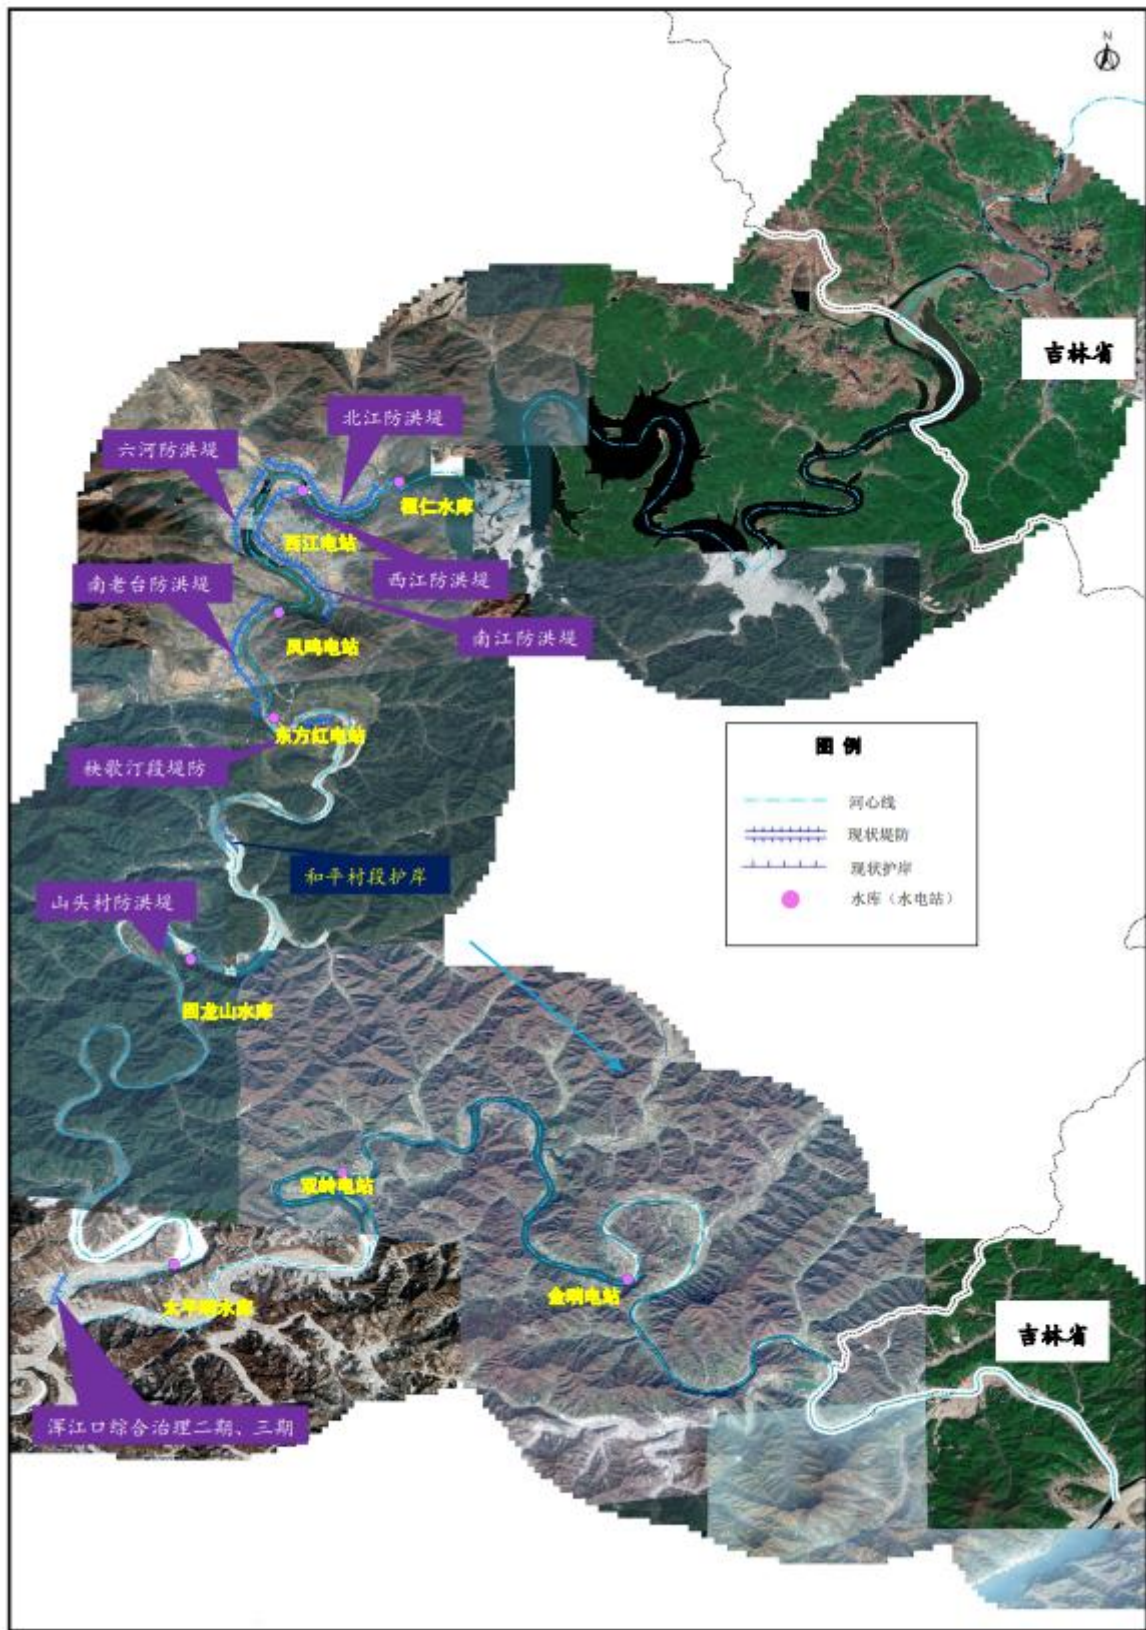 N
吉林省
北江防洪堤
六河防洪堤
桓仁水库
西江电站
西江防洪堤
南老台防洪堤
南江防洪堤
凤鸣电站
东方红电站
秧歌汀段堤防
图例
河心线
现状堤防
现状护岸
水库（水电站）
和平村段护岸
山头村防洪堤
回龙山水库
双岭电站
金哨电站
太平哨水库
吉林省
浑江口综合治理二期、三期